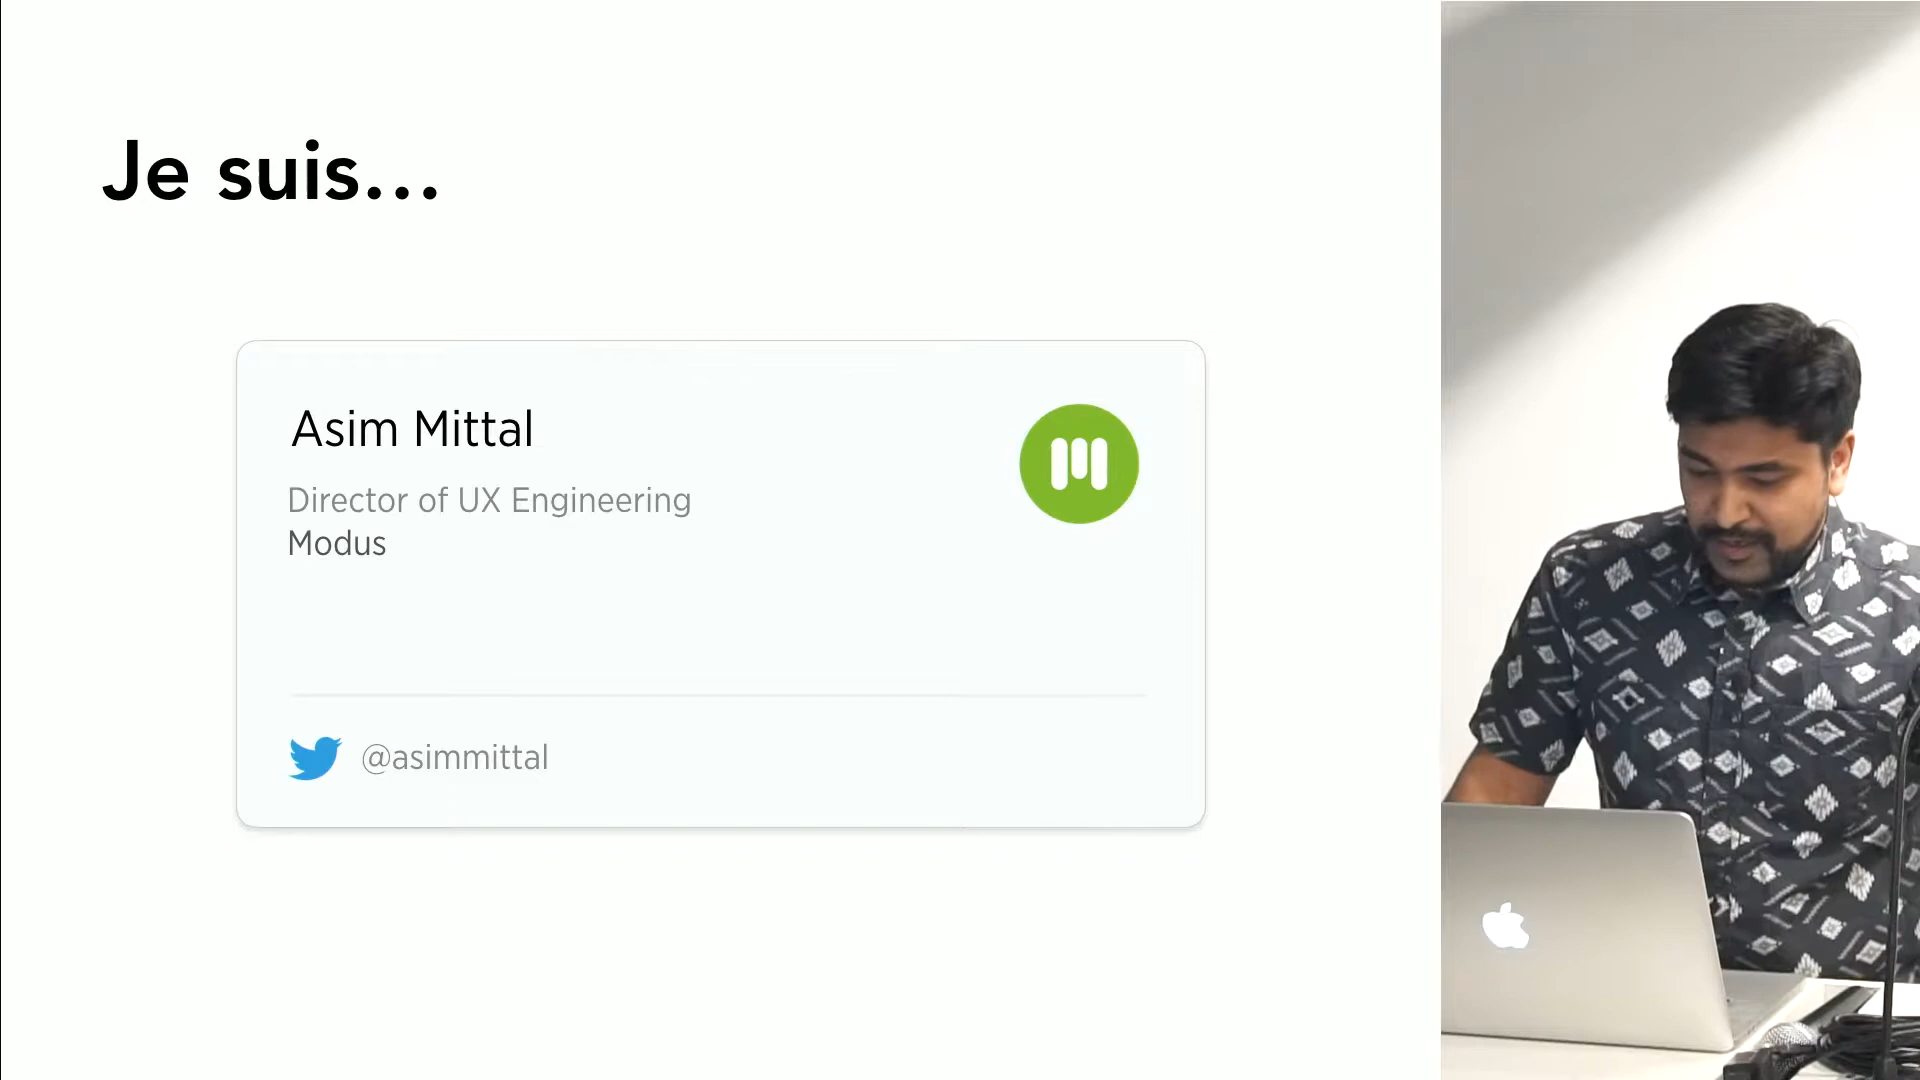 Je suis...
Asim Mittal
Director of UX Engineering
Modus
@asimmittal